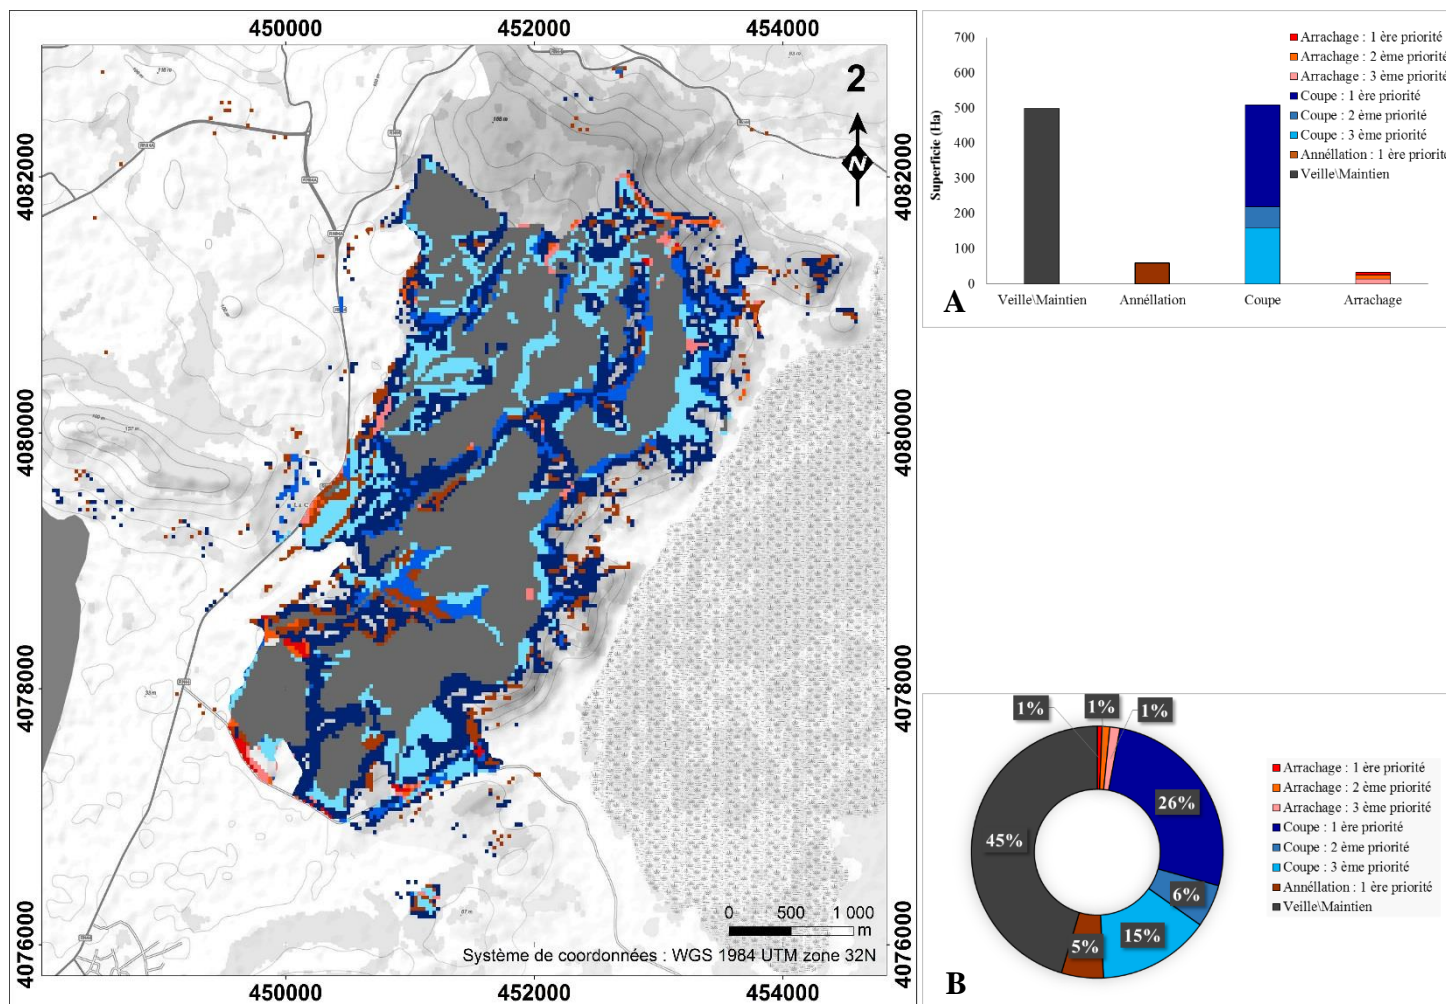 450000
452000
454000
4082000
4080000
4078000
4076000
2
N
0 500 1 000
m
Système de coordonnées : WGS 1984 UTM zone 32N
4082000
4080000
4078000
4076000
450000
452000
454000
700
600
500
400
300
200
100
0
Superficie (Ha)
Veille\Maintien
Annéllation
Coupe
Arrachage
A
Arrachage : 1 ère priorité
Arrachage : 2 ème priorité
Arrachage : 3 ème priorité
Coupe : 1 ère priorité
Coupe : 2 ème priorité
Coupe : 3 ème priorité
Annéllation : 1 ère priorité
Veille\Maintien
1%
1%
1%
26%
6%
15%
5%
45%
B
Arrachage : 1 ère priorité
Arrachage : 2 ème priorité
Arrachage : 3 ème priorité
Coupe : 1 ère priorité
Coupe : 2 ème priorité
Coupe : 3 ème priorité
Annéllation : 1 ère priorité
Veille\Maintien